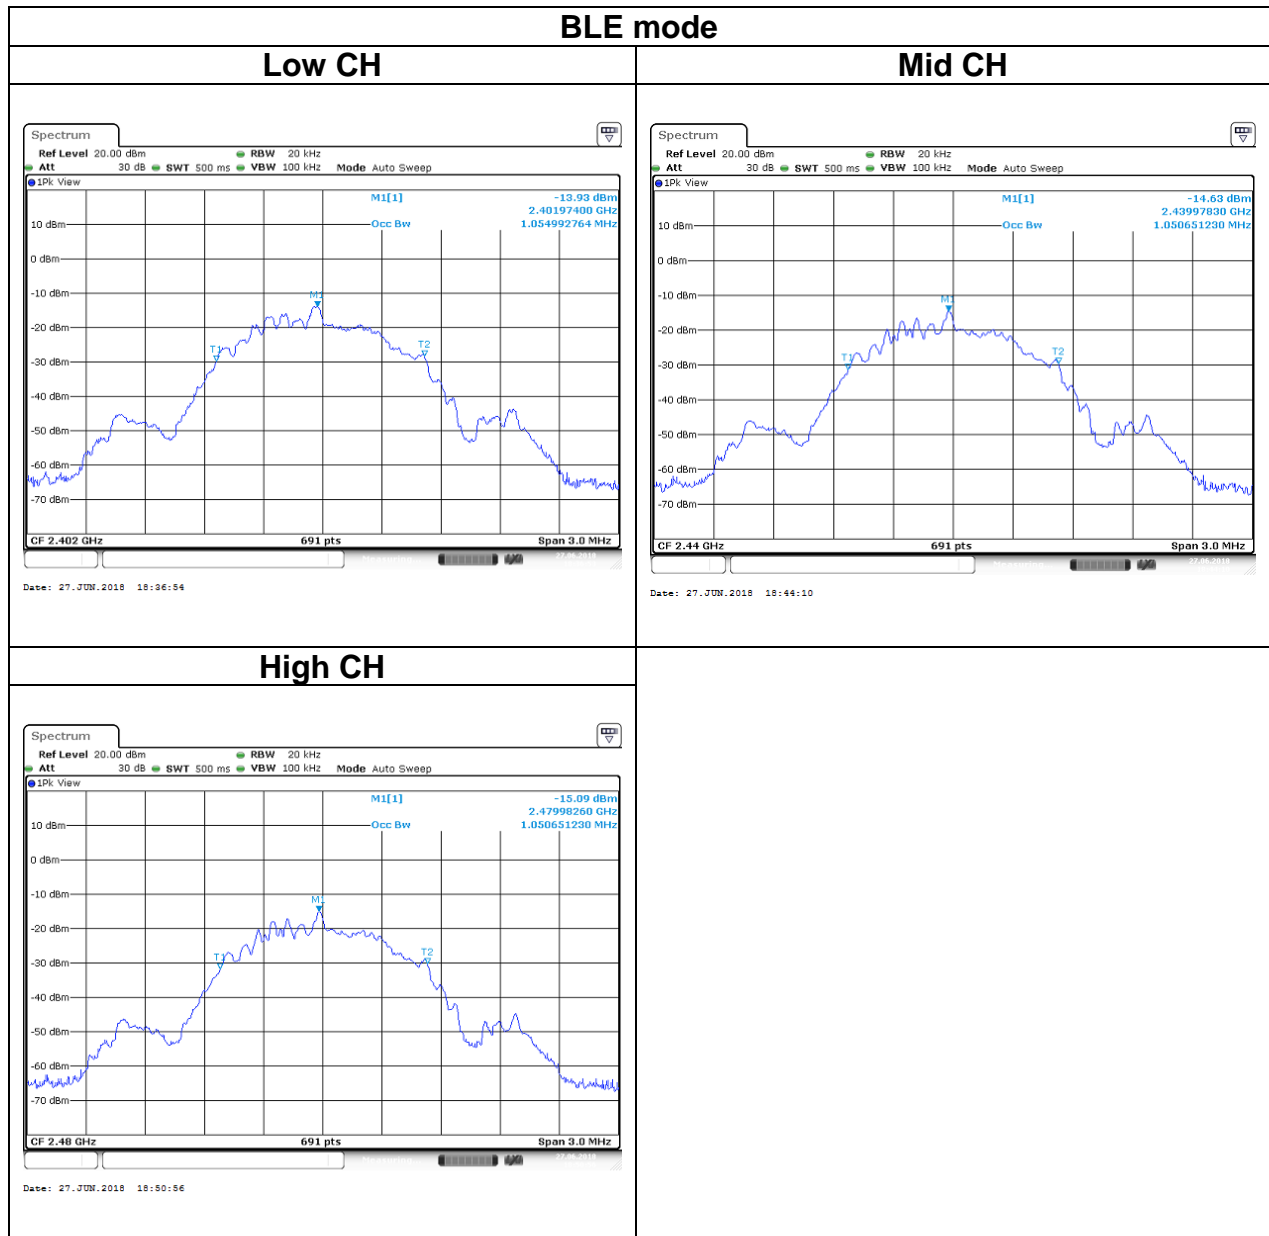 BLE mode
Low CH
Mid CH
Spectrum
Ref Level 20.00 dBm RBW 20 kHz
Att 30 dB SWT 500 ms VBW 100 kHz Mode Auto Sweep
1Pk View
M1[1] -13.93 dBm
2.40197400 GHz
Occ Bw 1.054992764 MHz
10 dBm
0 dBm
-10 dBm
M1
-20 dBm
T1
T2
-30 dBm
-40 dBm
-50 dBm
-60 dBm
-70 dBm
CF 2.402 GHz 691 pts Span 3.0 MHz
27.06.2018
Date: 27.JUN.2018 18:36:54
Spectrum
Ref Level 20.00 dBm RBW 20 kHz
Att 30 dB SWT 500 ms VBW 100 kHz Mode Auto Sweep
1Pk View
M1[1] -14.63 dBm
2.43997830 GHz
Occ Bw 1.050651230 MHz
10 dBm
0 dBm
-10 dBm
M1
-20 dBm
T1
T2
-30 dBm
-40 dBm
-50 dBm
-60 dBm
-70 dBm
CF 2.44 GHz 691 pts Span 3.0 MHz
Measuring... 27.06.2018
Date: 27.JUN.2018 18:44:10
High CH
Spectrum
Ref Level 20.00 dBm RBW 20 kHz
Att 30 dB SWT 500 ms VBW 100 kHz Mode Auto Sweep
1Pk View
M1[1] -15.09 dBm
2.47998260 GHz
Occ Bw 1.050651230 MHz
10 dBm
0 dBm
-10 dBm
M1
-20 dBm
T1
T2
-30 dBm
-40 dBm
-50 dBm
-60 dBm
-70 dBm
CF 2.48 GHz 691 pts Span 3.0 MHz
27.06.2018
Date: 27.JUN.2018 18:50:56